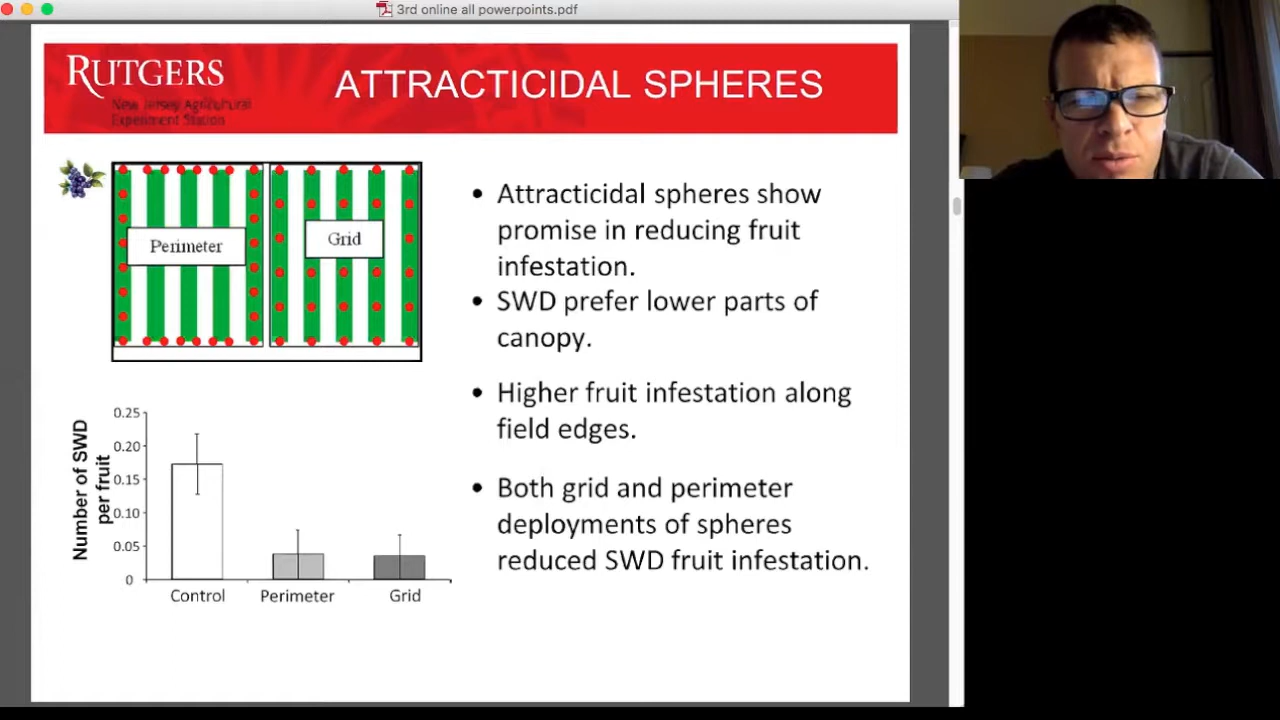 3rd online all powerpoints.pdf
RUTGERS
New Jersey Agricultural
Experiment Station
ATTRACTICIDAL SPHERES
Perimeter
Grid
• Attracticidal spheres show
promise in reducing fruit
infestation.
• SWD prefer lower parts of
canopy.
• Higher fruit infestation along
field edges.
• Both grid and perimeter
deployments of spheres
reduced SWD fruit infestation.
Number of SWD
per fruit
0.25
0.20
0.15
0.10
0.05
0
Control
Perimeter
Grid